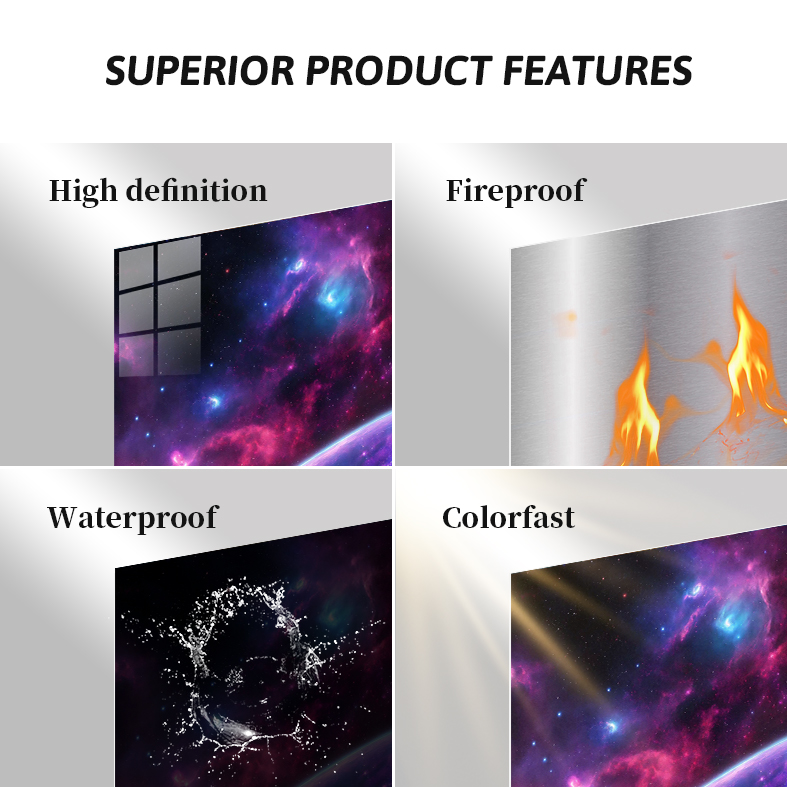 SUPERIOR PRODUCT FEATURES
High definition
Fireproof
Waterproof
Colorfast